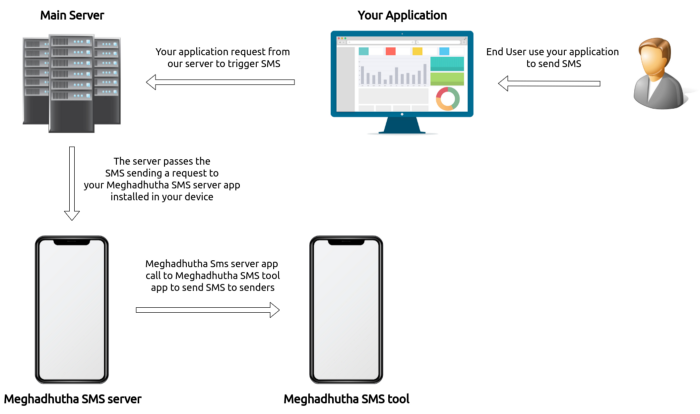 Main Server
Your Application
Your application request from
our server to trigger SMS
End User use your application
to send SMS
The server passes the
SMS sending a request to
your Meghadhutha SMS server app
installed in your device
Meghadhutha Sms server app
call to Meghadhutha SMS tool
app to send SMS to senders
Meghadhutha SMS server
Meghadhutha SMS tool